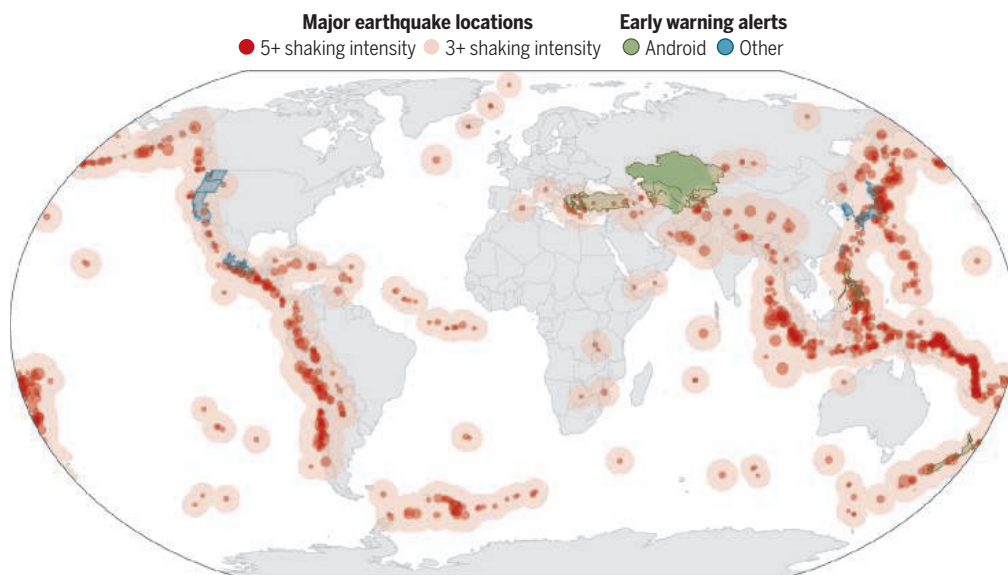 Major earthquake locations
Early warning alerts
5+ shaking intensity
3+ shaking intensity
Android
Other